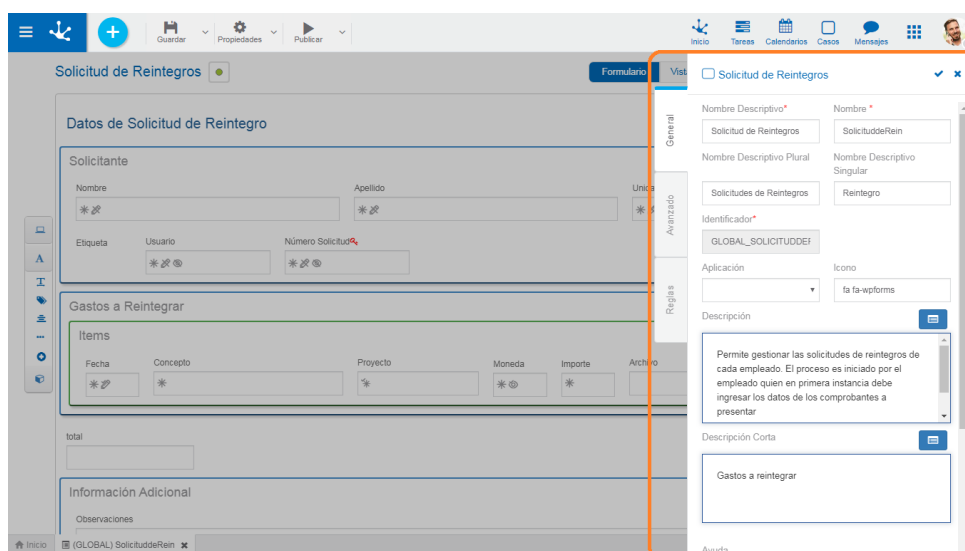 Guardar
Propiedades
Publicar
Inicio
Tareas
Calendarios
Casos
Mensajes
Solicitud de Reintegros
Formulario
Vist
Datos de Solicitud de Reintegro
Solicitante
Nombre
Apellido
Unida
Etiqueta
Usuario
Número Solicitud
Gastos a Reintegrar
Items
Fecha
Concepto
Proyecto
Moneda
Importe
Archivo
total
Información Adicional
Observaciones
Inicio
(GLOBAL) SolicituddeRein
General
Avanzado
Reglas
Solicitud de Reintegros
Nombre Descriptivo*
Nombre *
Solicitud de Reintegros
SolicituddeRein
Nombre Descriptivo Plural
Nombre Descriptivo
Singular
Solicitudes de Reintegros
Reintegro
Identificador*
GLOBAL_SOLICITUDDEF
Aplicación
Icono
fa fa-wpforms
Descripción
Permite gestionar las solicitudes de reintegros de
cada empleado. El proceso es iniciado por el
empleado quien en primera instancia debe
ingresar los datos de los comprobantes a
presentar
Descripción Corta
Gastos a reintegrar
Ayuda